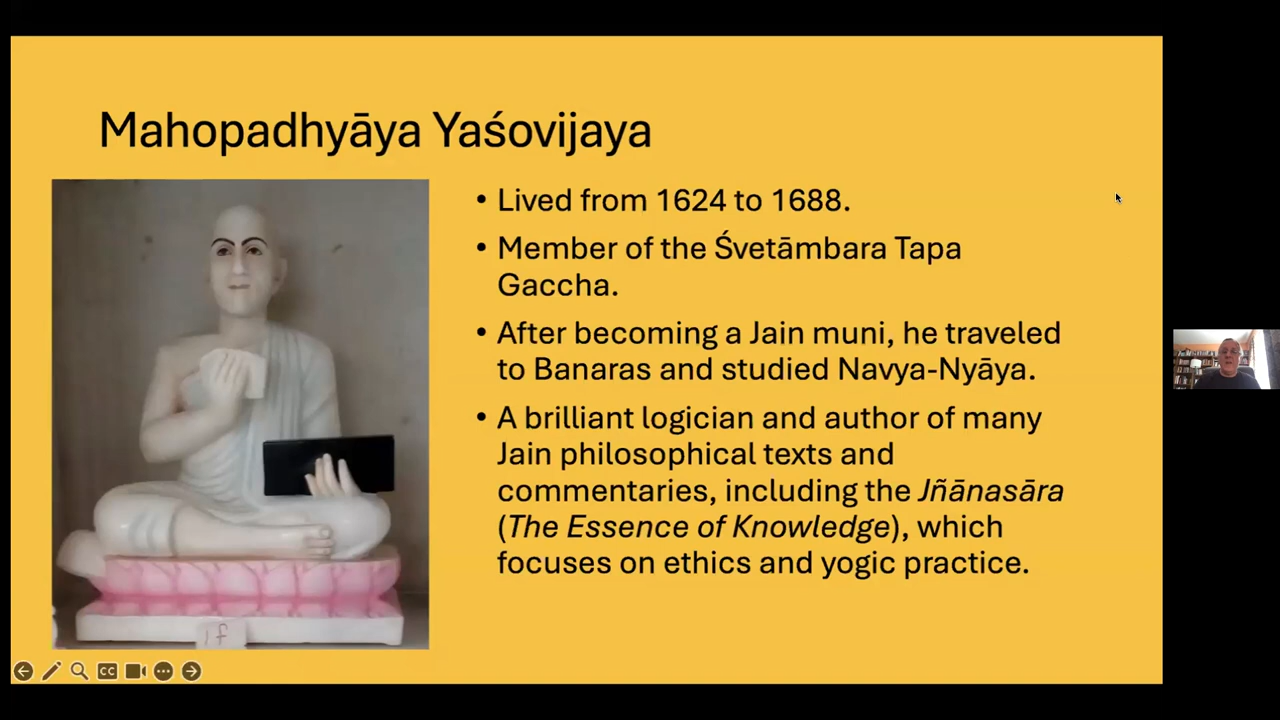 Mahopadhyāya Yaśovijaya
• Lived from 1624 to 1688.
• Member of the Śvetāmbara Tapa
Gaccha.
• After becoming a Jain muni, he traveled
to Banaras and studied Navya-Nyāya.
• A brilliant logician and author of many
Jain philosophical texts and
commentaries, including the Jñānasāra
(The Essence of Knowledge), which
focuses on ethics and yogic practice.
CC